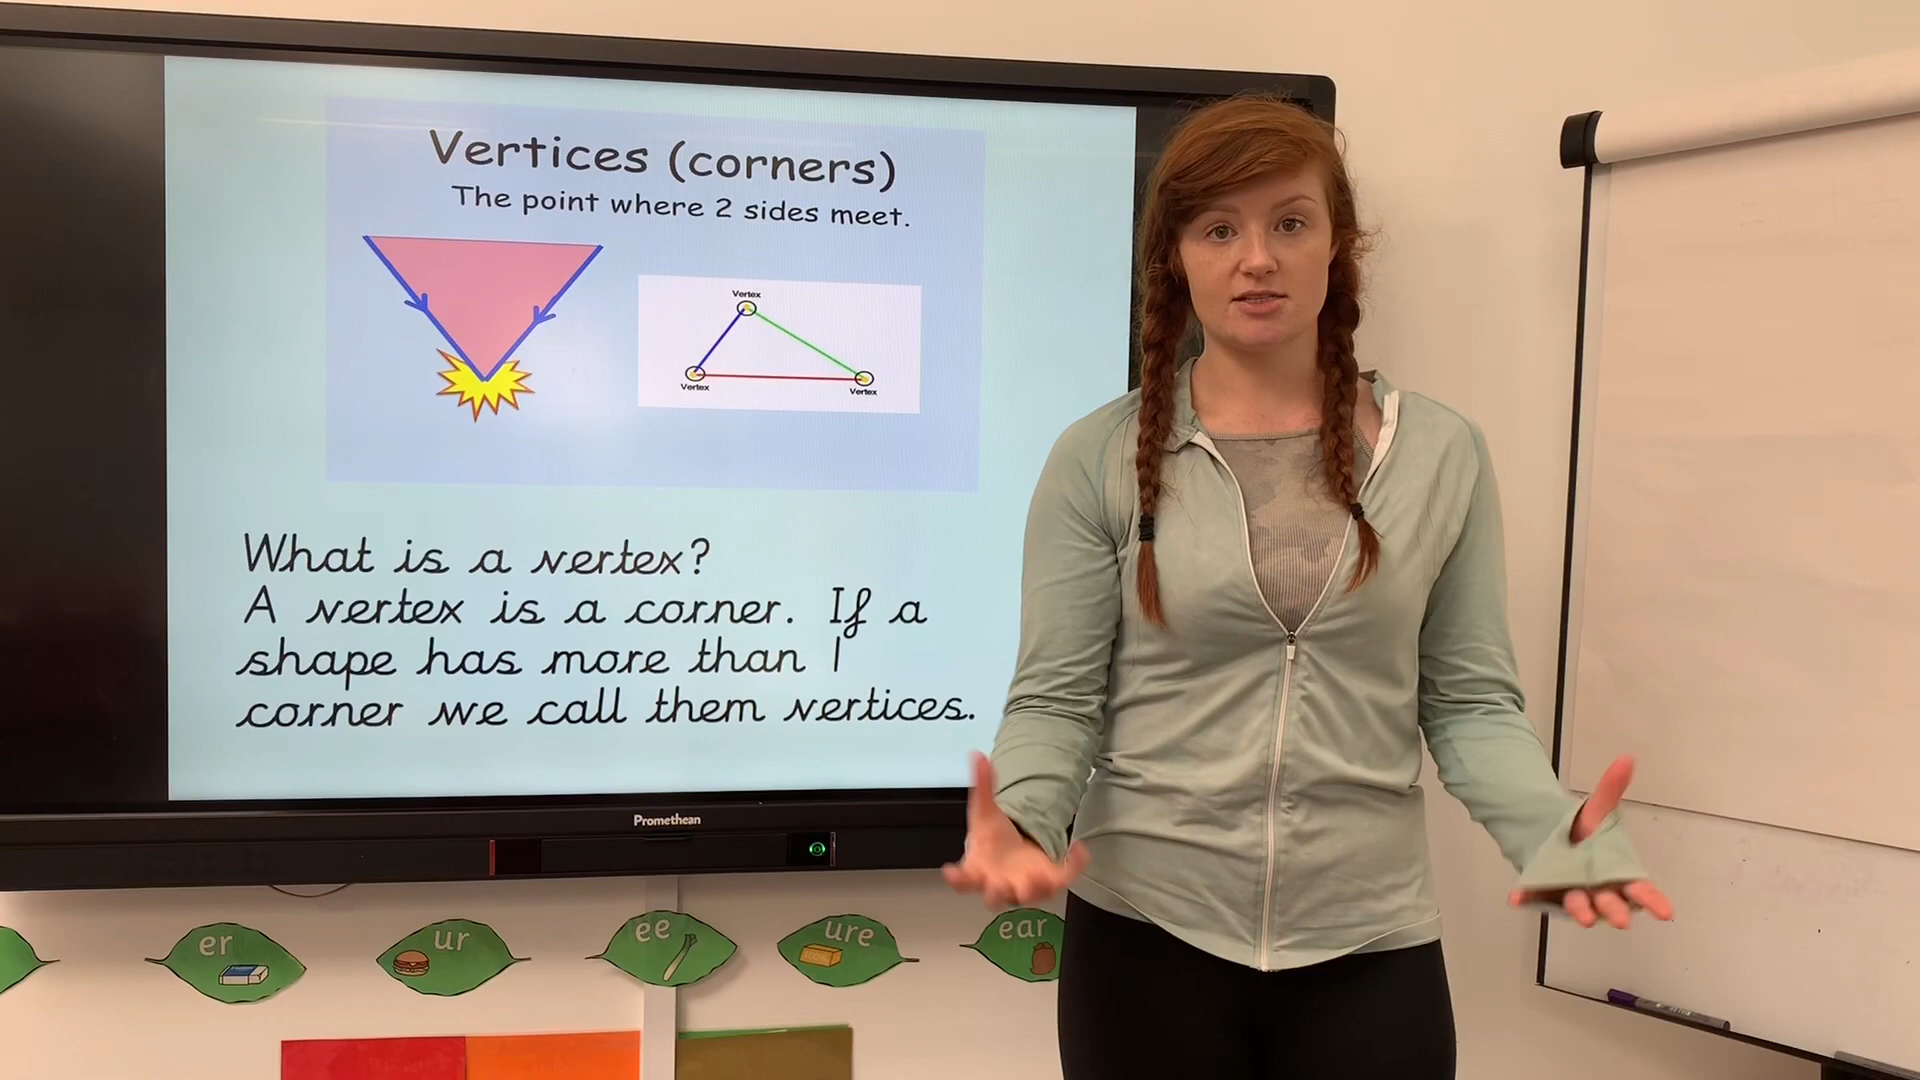 Vertices (corners)
The point where 2 sides meet.
Vertex
Vertex
Vertex
What is a vertex?
A vertex is a corner. If a
shape has more than 1
corner we call them vertices.
Promethean
er
ur
ee
ure
ear